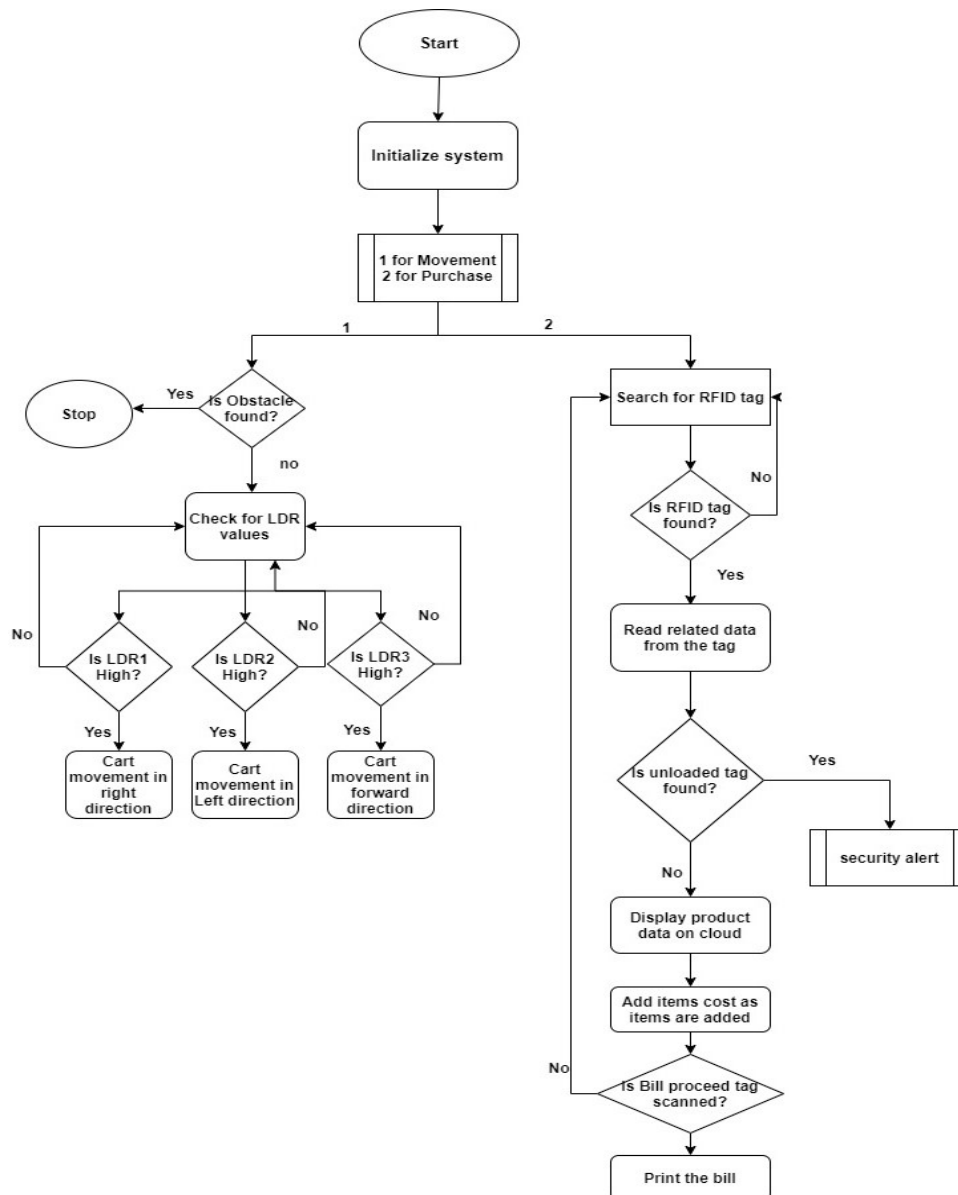 Start
Initialize system
1 for Movement
2 for Purchase
1
2
Yes
Is Obstacle
found?
Stop
no
Search for RFID tag
No
Is RFID tag
found?
Yes
Check for LDR
values
No
No
No
Is LDR1
High?
Is LDR2
High?
Is LDR3
High?
Yes
Yes
Yes
Cart
movement in
right direction
Cart
movement in
Left direction
Cart
movement in
forward direction
Read related data
from the tag
Is unloaded tag
found?
Yes
security alert
No
Display product
data on cloud
Add items cost as
items are added
No
Is Bill proceed tag
scanned?
Print the bill